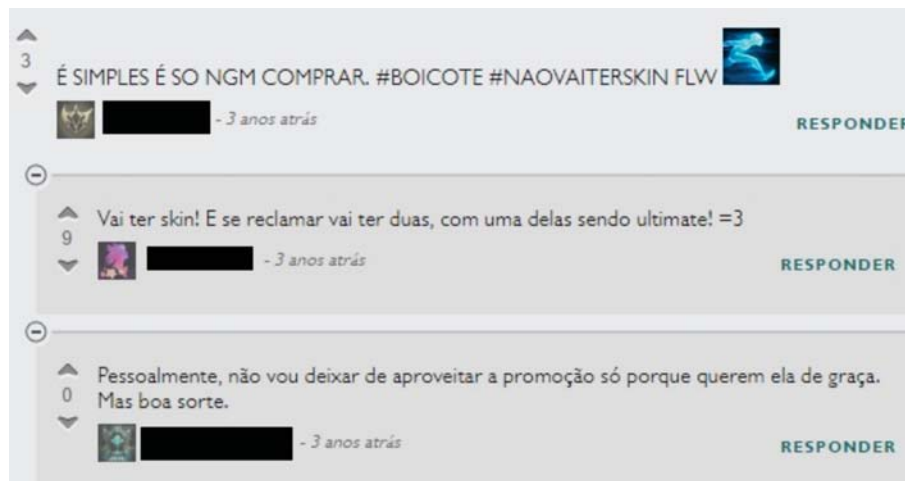 3
É SIMPLES É SO NGM COMPRAR. #BOICOTE #NAOVAITERSKIN FLW
- 3 anos atrás
RESPONDER
Vai ter skin! E se reclamar vai ter duas, com uma delas sendo ultimate! =3
9
- 3 anos atrás
RESPONDER
Pessoalmente, não vou deixar de aproveitar a promoção só porque querem ela de graça.
0
Mas boa sorte.
- 3 anos atrás
RESPONDER